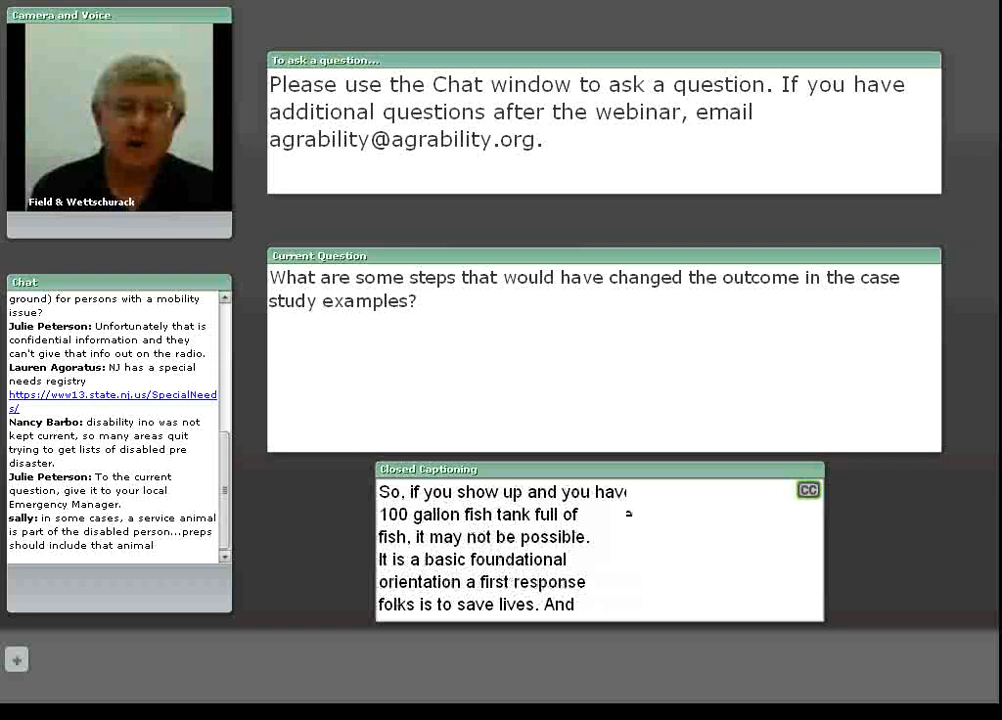 Camera and Voice
Field & Wettschurack
To ask a question...
Please use the Chat window to ask a question. If you have
additional questions after the webinar, email
agrability@agrability.org.
Current Question
What are some steps that would have changed the outcome in the case
study examples?
Chat
ground) for persons with a mobility
issue?
Julie Peterson: Unfortunately that is
confidential information and they
can't give that info out on the radio.
Lauren Agoratus: NJ has a special
needs registry
https://www13.state.nj.us/SpecialNeed
s/
Nancy Barbo: disability ino was not
kept current, so many areas quit
trying to get lists of disabled pre
disaster.
Julie Peterson: To the current
question, give it to your local
Emergency Manager.
sally: in some cases, a service animal
is part of the disabled person...preps
should include that animal
Closed Captioning
CC
So, if you show up and you have
100 gallon fish tank full of
fish, it may not be possible.
It is a basic foundational
orientation a first response
folks is to save lives. And